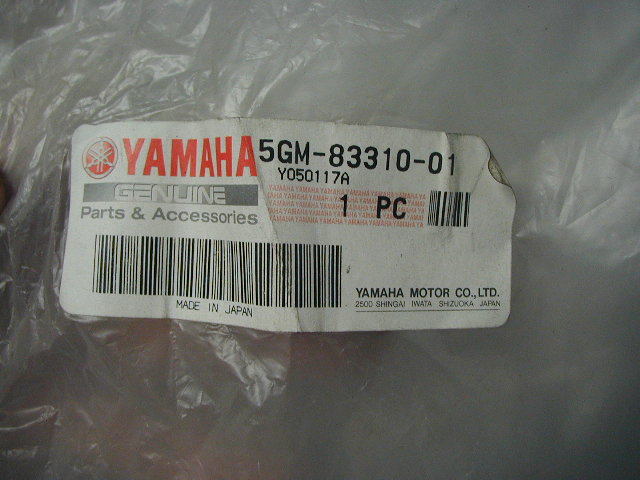 YAMAHA 5GM-83310-01
Y050117A
GENUINE
Parts & Accessories
1 PC
MADE IN JAPAN
YAMAHA MOTOR CO.,LTD.
2500 SHINGAI IWATA SHIZUOKA JAPAN